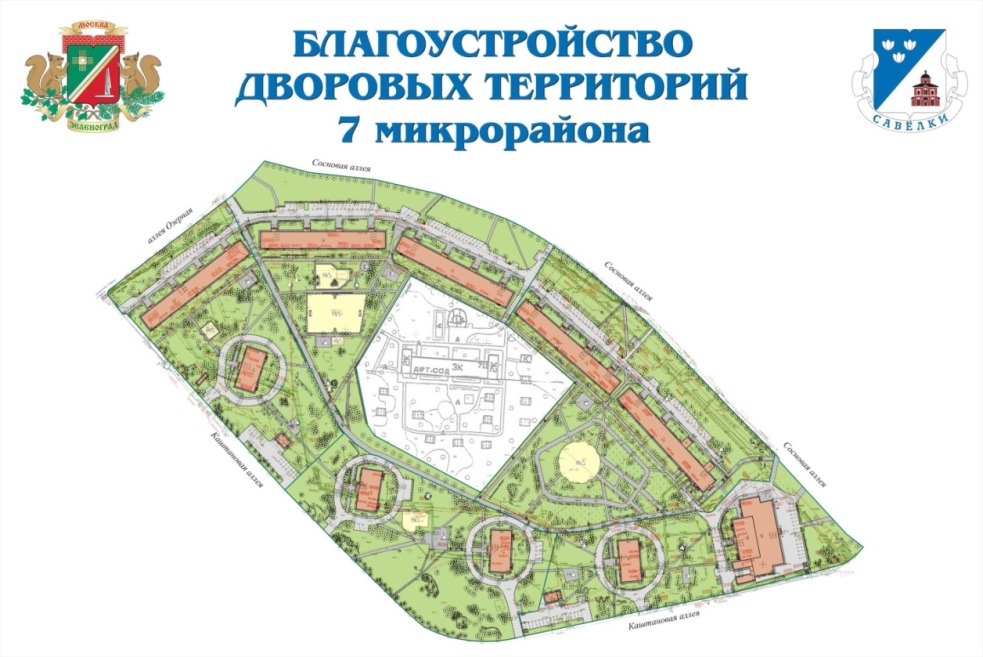 МОСКВА
ЗЕЛЕНОГРАД
БЛАГОУСТРОЙСТВО
ДВОРОВЫХ ТЕРРИТОРИЙ
7 микрорайона
САВЁЛКИ
Сосновая аллея
аллея Озерная
Сосновая аллея
дет.сад 3К
Каштановая аллея
Сосновая аллея
Каштановая аллея